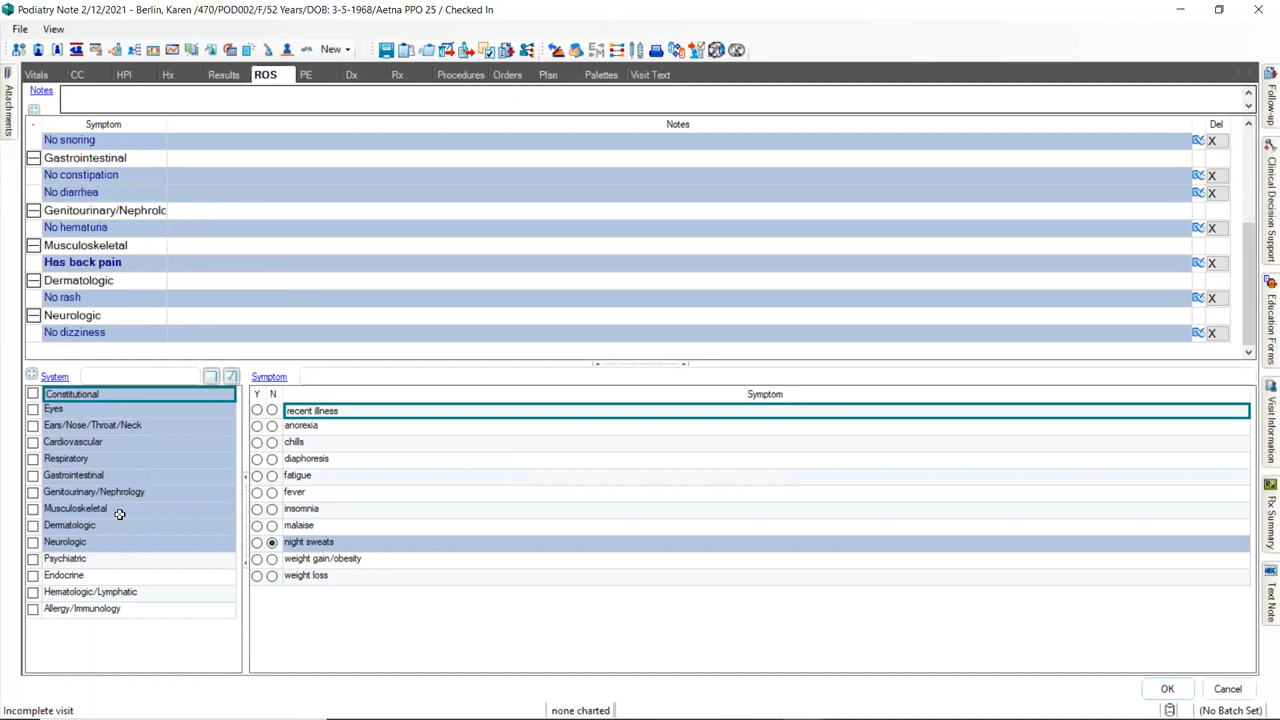 Podiatry Note 2/12/2021 - Berlin, Karen /470/POD002/F/52 Years/DOB: 3-5-1968/Aetna PPO 25 / Checked In
File View
New
Vitals CC HPI Hx Results ROS PE Dx Rx Procedures Orders Plan Palettes Visit Text
Attachments
Notes
- Symptom Notes Del
No snoring X
Gastrointestinal
No constipation X
No diarrhea X
Genitourinary/Nephrolo
No hematuria X
Musculoskeletal
Has back pain X
Dermatologic
No rash X
Neurologic
No dizziness X
System
Constitutional
Eyes
Ears/Nose/Throat/Neck
Cardiovascular
Respiratory
Gastrointestinal
Genitourinary/Nephrology
Musculoskeletal
Dermatologic
Neurologic
Psychiatric
Endocrine
Hematologic/Lymphatic
Allergy/Immunology
Symptom
Y N Symptom
recent illness
anorexia
chills
diaphoresis
fatigue
fever
insomnia
malaise
night sweats
weight gain/obesity
weight loss
Follow-up
Clinical Decision Support
Education Forms
Visit Information
Rx Summary
ABC
Text Note
OK Cancel
Incomplete visit none charted (No Batch Set)